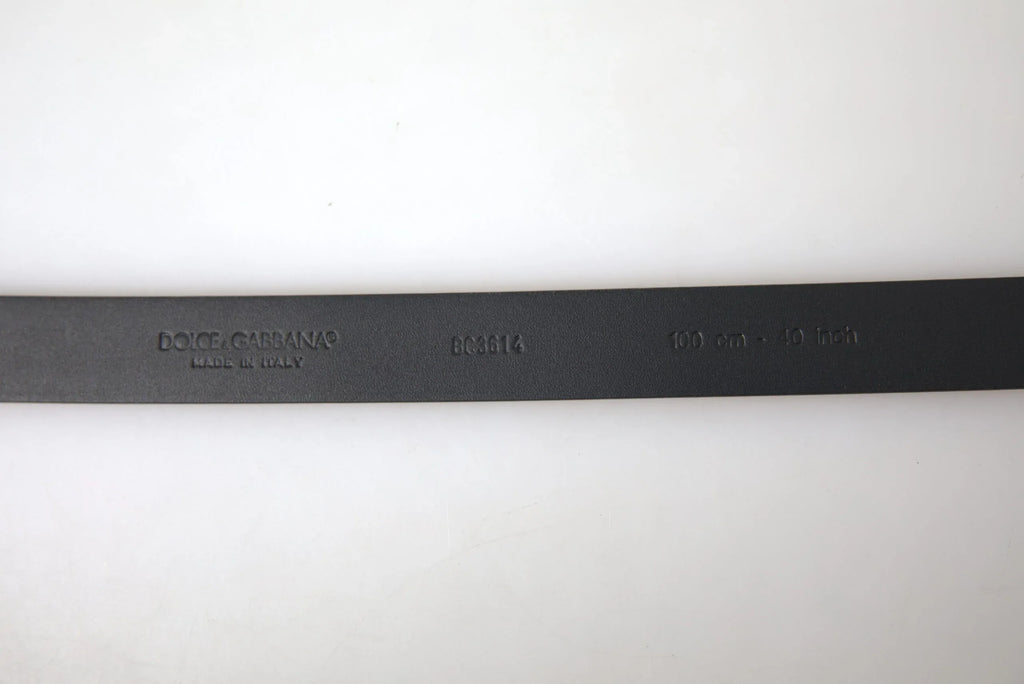 DOLCE&GABBANA®
MADE IN ITALY
BC3614
100 cm - 40 inch